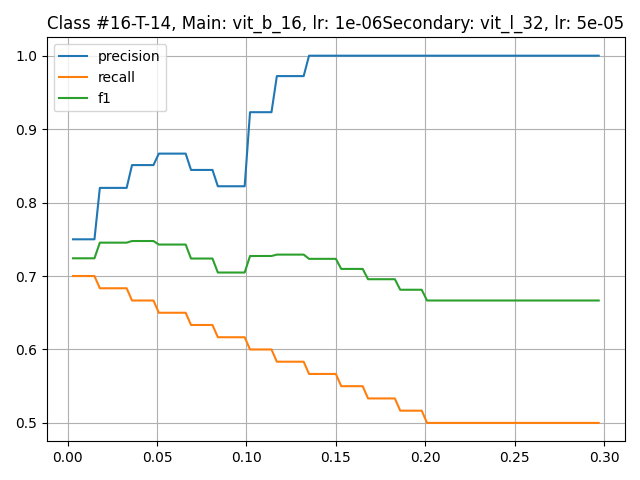 Class #16-T-14, Main: vit_b_16, lr: 1e-06Secondary: vit_l_32, lr: 5e-05
precision
recall
f1
1.0
0.9
0.8
0.7
0.6
0.5
0.00 0.05 0.10 0.15 0.20 0.25 0.30